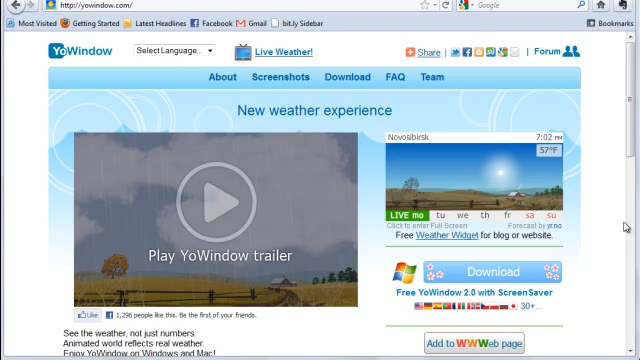 http://yowindow.com/
Google
Most Visited Getting Started Latest Headlines Facebook Gmail bit.ly Sidebar Bookmarks
YoWindow Select Language... Live Weather! Share | | Forum
About Screenshots Download FAQ Team
New weather experience
Novosibirsk 7:02 PM
57°F
Play YoWindow trailer
LIVE mo tu we th fr sa su
Click to enter Full Screen Forecast by yr.no
Free Weather Widget for blog or website.
Download
Free YoWindow 2.0 with ScreenSaver
30+...
Like 1,296 people like this. Be the first of your friends.
See the weather, not just numbers.
Animated world reflects real weather.
Enjoy YoWindow on Windows and Mac!
Add to WWWeb page